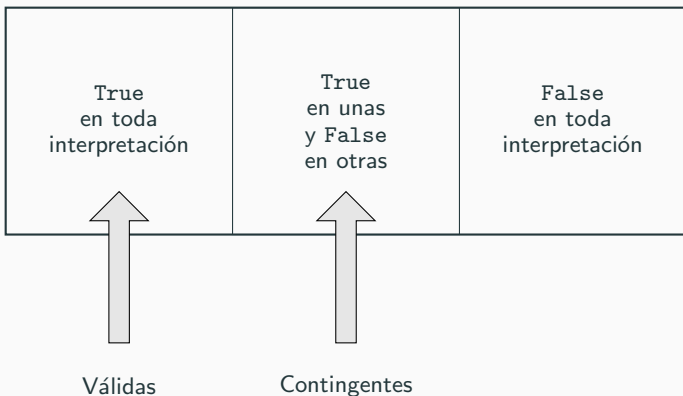 True
en toda
interpretación
True
en unas
y False
en otras
False
en toda
interpretación
Válidas
Contingentes